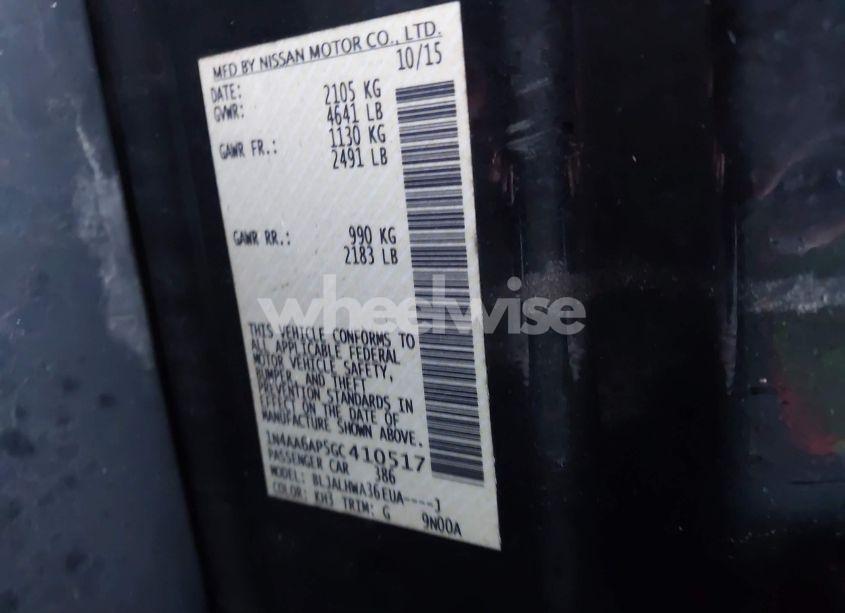 MFD BY NISSAN MOTOR CO., LTD.
DATE: 10/15
GVWR: 2105 KG
4641 LB
GAWR FR.: 1130 KG
2491 LB
GAWR RR.: 990 KG
2183 LB
wheelwise
THIS VEHICLE CONFORMS TO
ALL APPLICABLE FEDERAL
MOTOR VEHICLE SAFETY,
BUMPER, AND THEFT
PREVENTION STANDARDS IN
EFFECT ON THE DATE OF
MANUFACTURE SHOWN ABOVE.
1N4AA6AP5GC410517
PASSENGER CAR 386
MODEL: BLJALHWA36EUA----J
COLOR: KH3 TRIM: G 9N00A